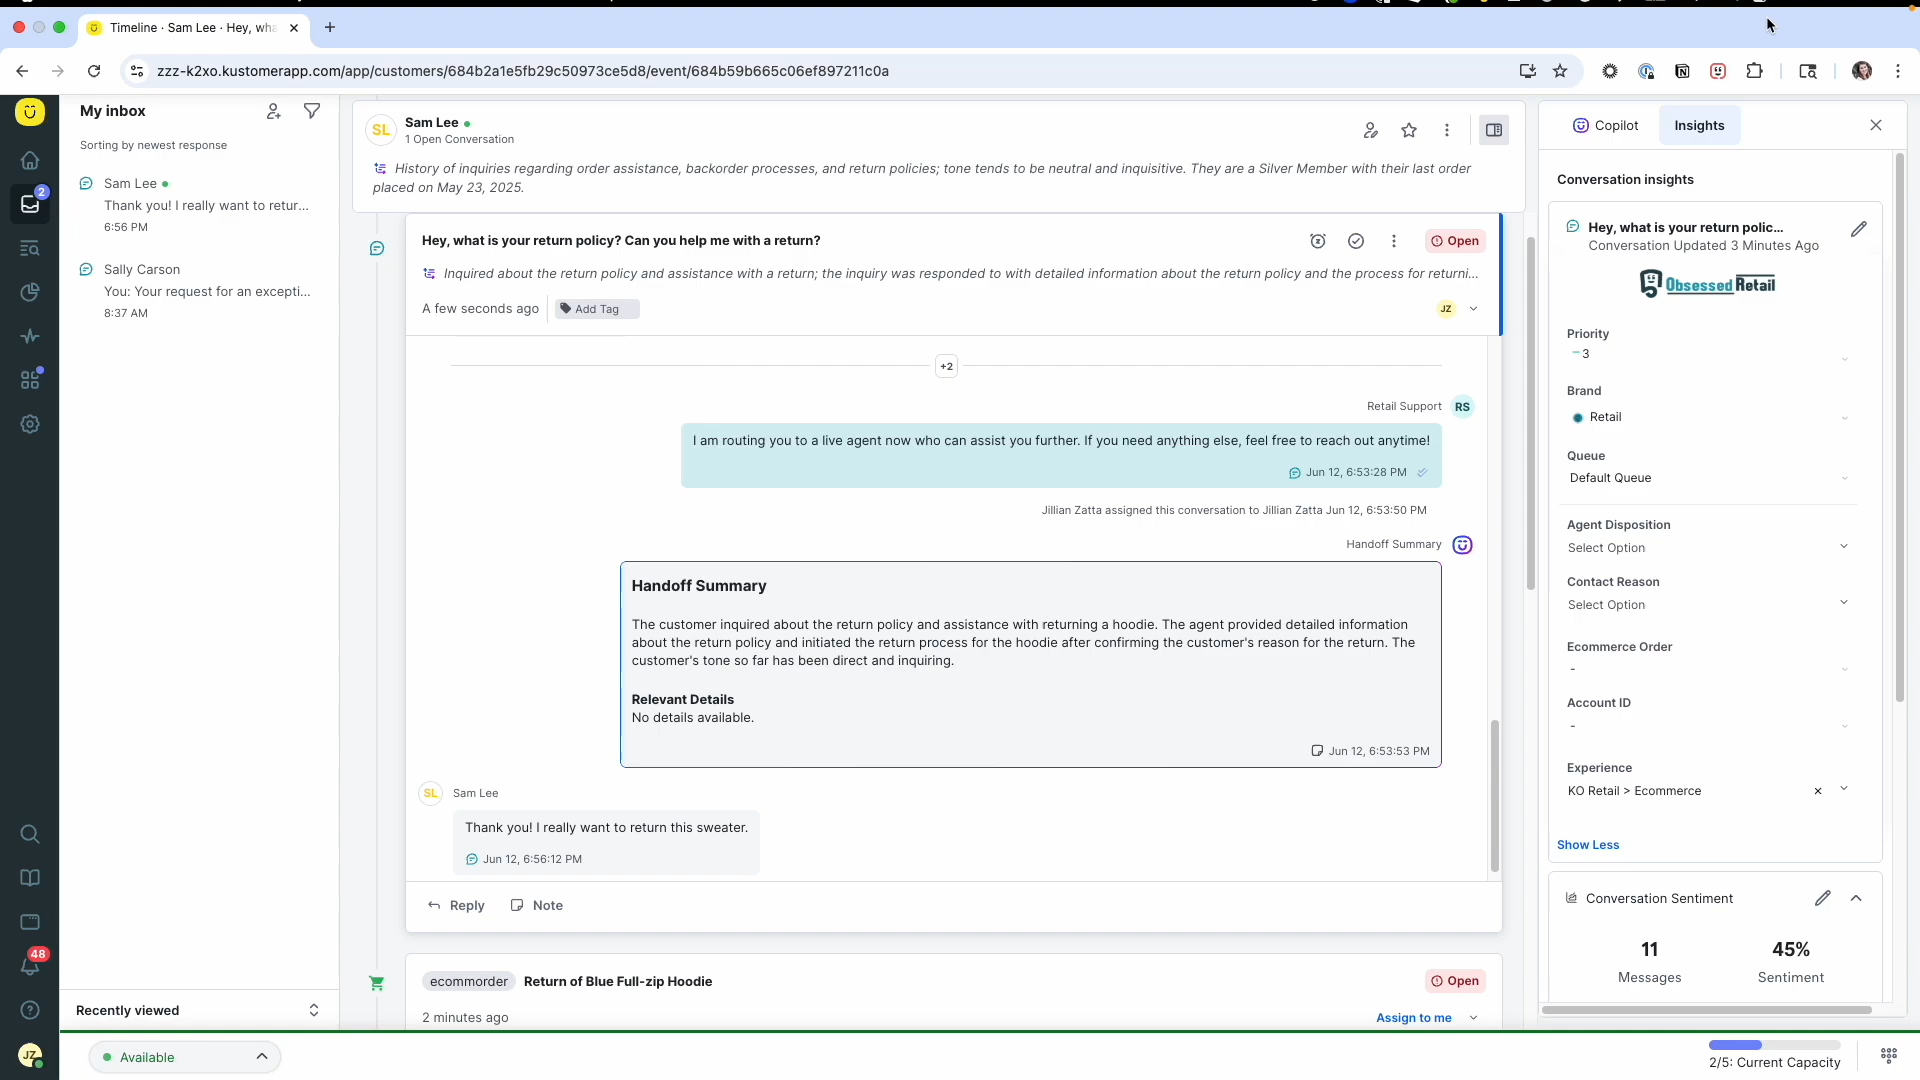 Timeline · Sam Lee · Hey, wha
zzz-k2xo.kustomerapp.com/app/customers/684b2a1e5fb29c50973ce5d8/event/684b59b665c06ef897211c0a
My inbox
Sorting by newest response
Sam Lee
Thank you! I really want to retur...
6:56 PM
Sally Carson
You: Your request for an excepti...
8:37 AM
Recently viewed
2
48
JZ
Available
SL
Sam Lee
1 Open Conversation
History of inquiries regarding order assistance, backorder processes, and return policies; tone tends to be neutral and inquisitive. They are a Silver Member with their last order
placed on May 23, 2025.
Hey, what is your return policy? Can you help me with a return?
Open
Inquired about the return policy and assistance with a return; the inquiry was responded to with detailed information about the return policy and the process for returni...
A few seconds ago
Add Tag
JZ
+2
Retail Support
RS
I am routing you to a live agent now who can assist you further. If you need anything else, feel free to reach out anytime!
Jun 12, 6:53:28 PM
Jillian Zatta assigned this conversation to Jillian Zatta Jun 12, 6:53:50 PM
Handoff Summary
Handoff Summary
The customer inquired about the return policy and assistance with returning a hoodie. The agent provided detailed information
about the return policy and initiated the return process for the hoodie after confirming the customer's reason for the return. The
customer's tone so far has been direct and inquiring.
Relevant Details
No details available.
Jun 12, 6:53:53 PM
SL
Sam Lee
Thank you! I really want to return this sweater.
Jun 12, 6:56:12 PM
Reply
Note
ecommorder
Return of Blue Full-zip Hoodie
Open
2 minutes ago
Assign to me
Copilot
Insights
Conversation insights
Hey, what is your return polic...
Conversation Updated 3 Minutes Ago
Obsessed Retail
Priority
3
Brand
Retail
Queue
Default Queue
Agent Disposition
Select Option
Contact Reason
Select Option
Ecommerce Order
-
Account ID
-
Experience
KO Retail > Ecommerce
Show Less
Conversation Sentiment
11
Messages
45%
Sentiment
2/5: Current Capacity